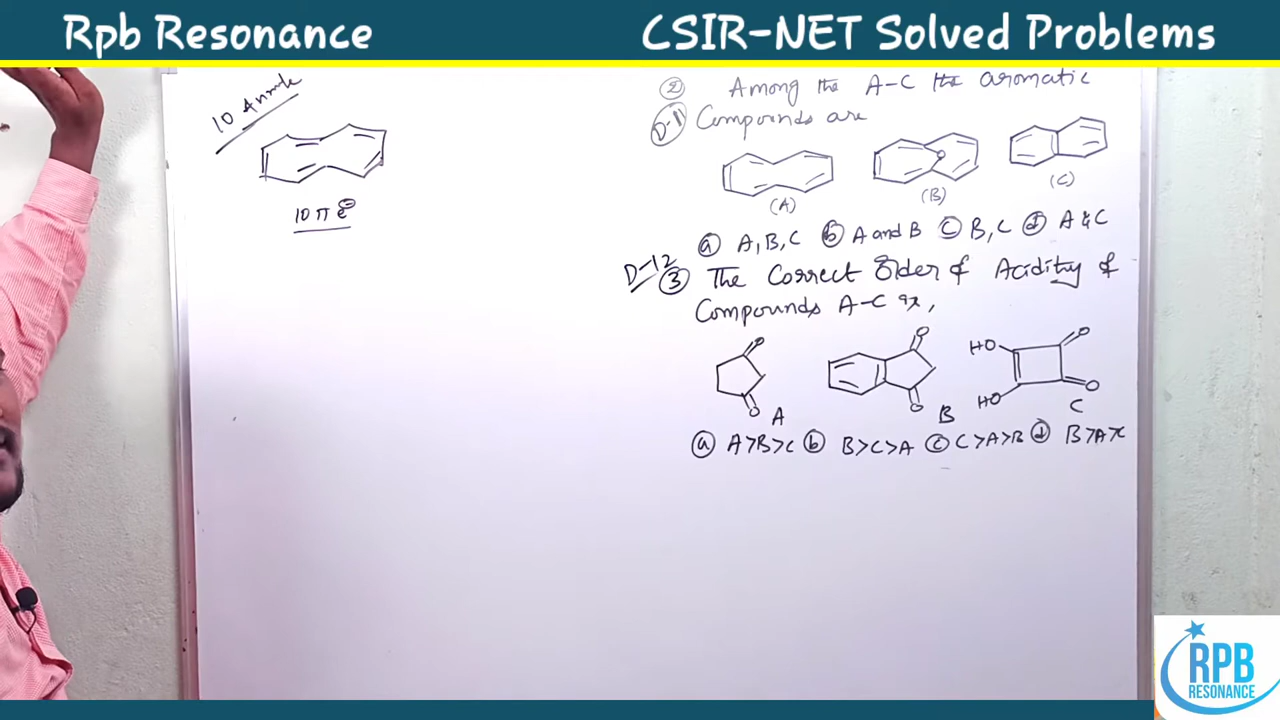 Rpb Resonance
CSIR-NET Solved Problems
10 Annule
10 π e⊖
② Among the A-C the aromatic
D-11 Compounds are
(A) (B) (C)
ⓐ A, B, C ⓑ A and B ⓒ B, C ⓓ A & C
D-12
③ The Correct Order of Acidity of
Compounds A-C
O O O
HO O
O O HO O
A B C
ⓐ A>B>C ⓑ B>C>A ⓒ C>A>B ⓓ B>A>C
RPB
RESONANCE